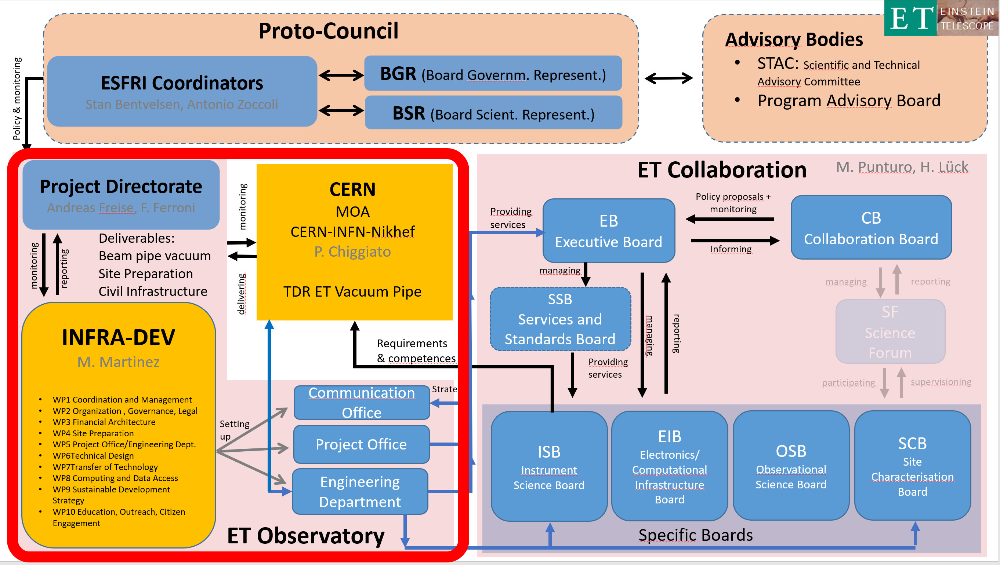 ET EINSTEIN
TELESCOPE
Proto-Council
ESFRI Coordinators
Stan Bentvelsen, Antonio Zoccoli
BGR (Board Governm. Represent.)
BSR (Board Scient. Represent.)
Advisory Bodies
• STAC: Scientific and Technical
Advisory Committee
• Program Advisory Board
Policy & monitoring
Project Directorate
Andreas Freise, F. Ferroni
monitoring
reporting
Deliverables:
Beam pipe vacuum
Site Preparation
Civil Infrastructure
monitoring
delivering
CERN
MOA
CERN-INFN-Nikhef
P. Chiggiato
TDR ET Vacuum Pipe
Requirements
& competences
INFRA-DEV
M. Martinez
• WP1 Coordination and Management
• WP2 Organization , Governance, Legal
• WP3 Financial Architecture
• WP4 Site Preparation
• WP5 Project Office/Engineering Dept.
• WP6Technical Design
• WP7Transfer of Technology
• WP8 Computing and Data Access
• WP9 Sustainable Development
Strategy
• WP10 Education, Outreach, Citizen
Engagement
Setting
up
Communication
Office
Strate
Project Office
Engineering
Department
ET Observatory
ET Collaboration
M. Punturo, H. Lück
Providing
services
EB
Executive Board
Policy proposals +
monitoring
Informing
CB
Collaboration Board
managing
SSB
Services and
Standards Board
managing
reporting
managing
reporting
SF
Science
Forum
Providing
services
participating
supervisioning
ISB
Instrument
Science Board
EIB
Electronics/
Computational
Infrastructure
Board
OSB
Observational
Science Board
SCB
Site
Characterisation
Board
Specific Boards